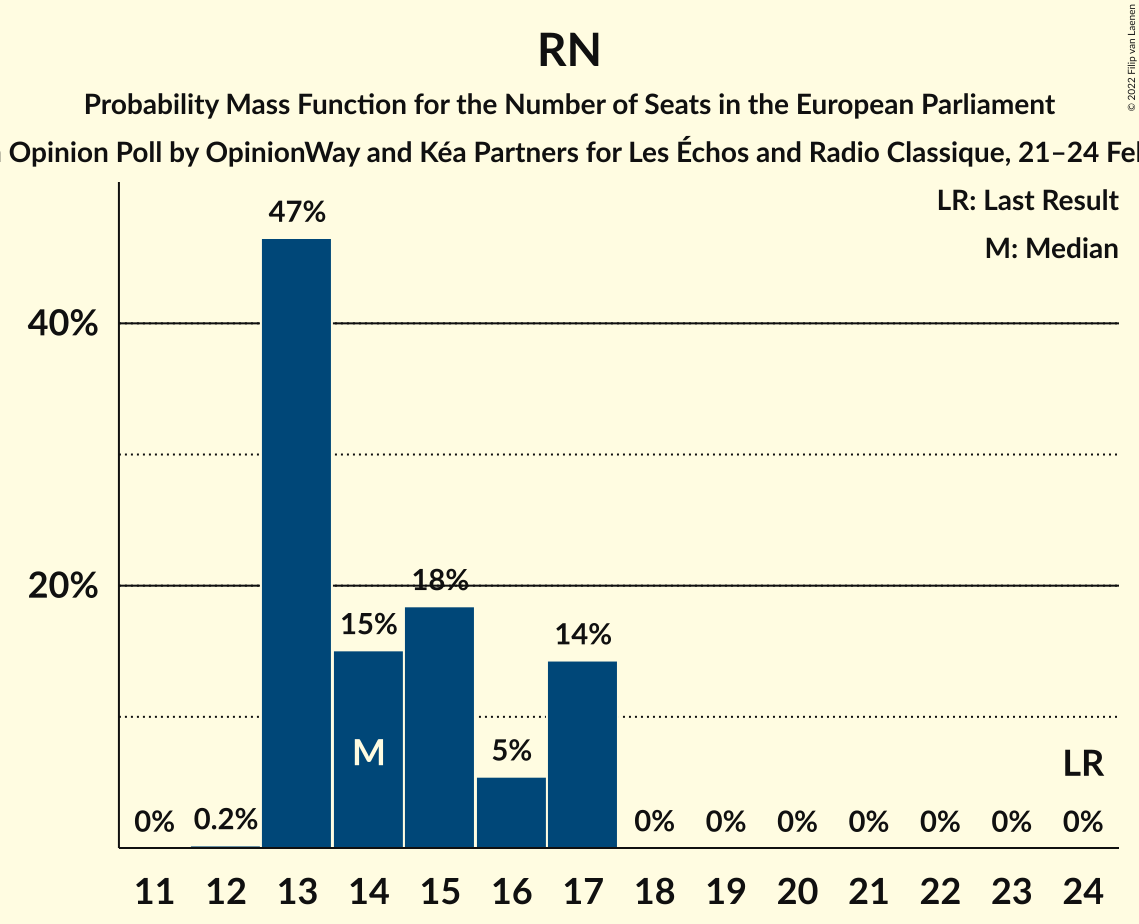 RN
Probability Mass Function for the Number of Seats in the European Parliament
Opinion Poll by OpinionWay and Kéa Partners for Les Échos and Radio Classique, 21–24 Fe
© 2022 Filip van Laenen
LR: Last Result
M: Median
47%
40%
20%
18%
15%
14%
M
5%
LR
0% 0.2% 0% 0% 0% 0% 0% 0% 0%
11 12 13 14 15 16 17 18 19 20 21 22 23 24